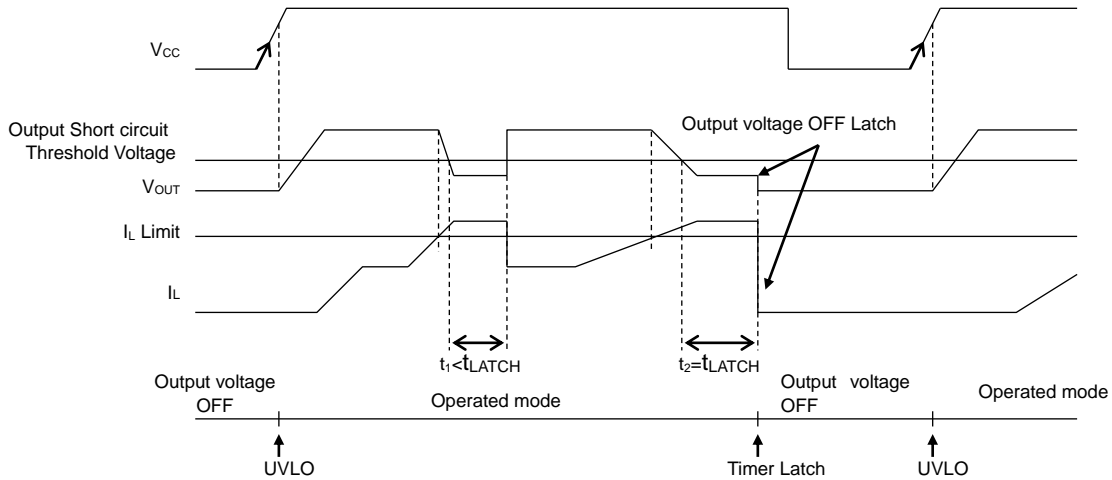 VCC
Output Short circuit
Threshold Voltage
Output voltage OFF Latch
VOUT
IL Limit
IL
t1<tLATCH
t2=tLATCH
Output voltage
OFF
Operated mode
Output voltage
OFF
Operated mode
UVLO
Timer Latch
UVLO